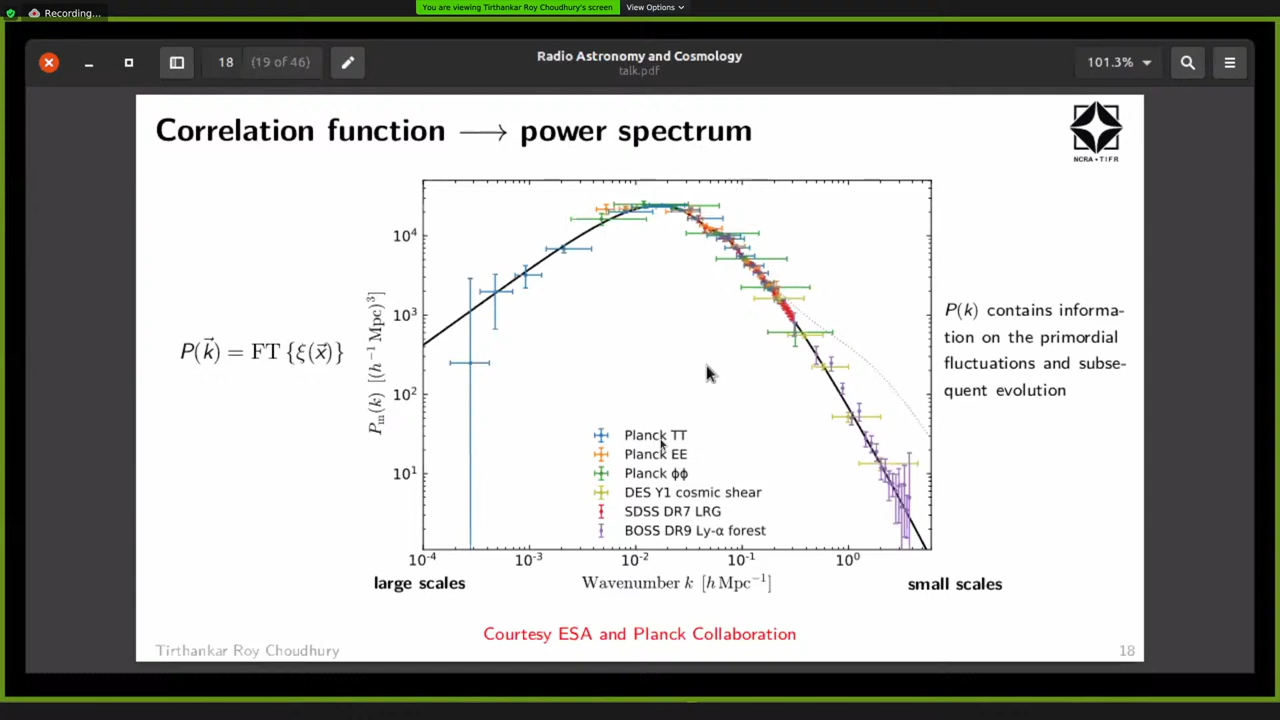 Recording...
You are viewing Tirthankar Roy Choudhury's screen
View Options
18 (19 of 46)
Radio Astronomy and Cosmology
talk.pdf
101.3%
Correlation function ⟶ power spectrum
NCRA • TIFR
P(k⃗) = FT {ξ(x⃗)}
P_m(k) [(h⁻¹ Mpc)³]
10⁴
10³
10²
10¹
Planck TT
Planck EE
Planck ϕϕ
DES Y1 cosmic shear
SDSS DR7 LRG
BOSS DR9 Ly-α forest
10⁻⁴ 10⁻³ 10⁻² 10⁻¹ 10⁰
large scales
Wavenumber k [h Mpc⁻¹]
small scales
P(k) contains informa-
tion on the primordial
fluctuations and subse-
quent evolution
Courtesy ESA and Planck Collaboration
Tirthankar Roy Choudhury
18